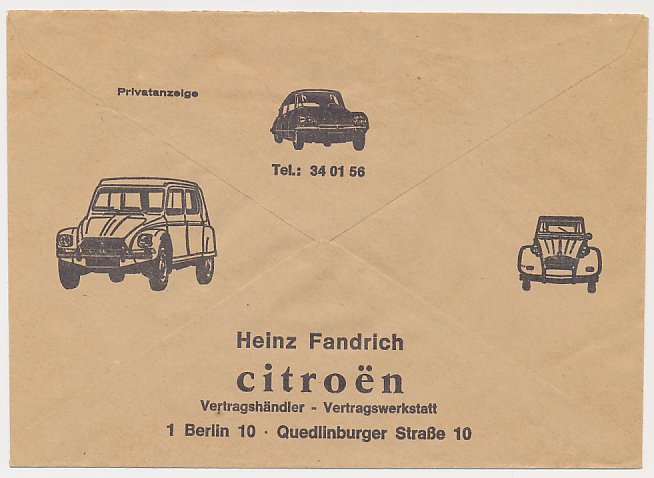 Privatanzeige
Tel.: 34 01 56
Heinz Fandrich
citroën
Vertragshändler - Vertragswerkstatt
1 Berlin 10 · Quedlinburger Straße 10